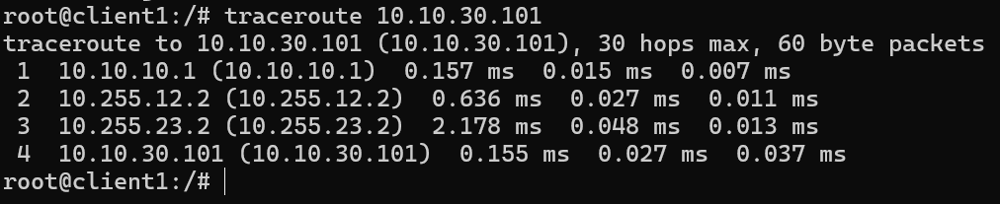 root@client1:/# traceroute 10.10.30.101
traceroute to 10.10.30.101 (10.10.30.101), 30 hops max, 60 byte packets
 1  10.10.10.1 (10.10.10.1)  0.157 ms  0.015 ms  0.007 ms
 2  10.255.12.2 (10.255.12.2)  0.636 ms  0.027 ms  0.011 ms
 3  10.255.23.2 (10.255.23.2)  2.178 ms  0.048 ms  0.013 ms
 4  10.10.30.101 (10.10.30.101)  0.155 ms  0.027 ms  0.037 ms
root@client1:/#